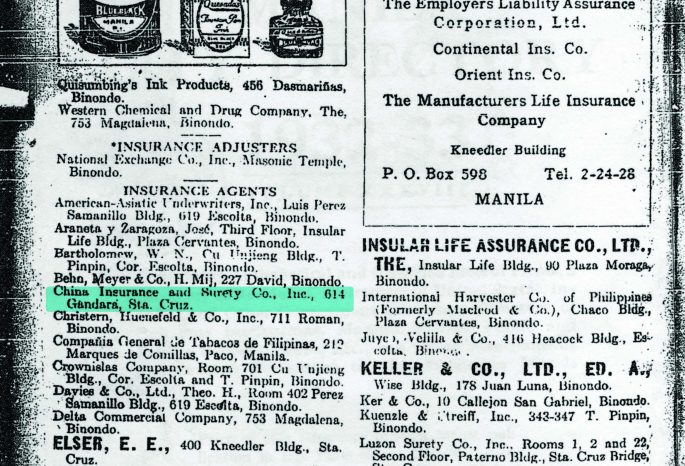 BLUEBLACK
MANILA
P. I.
Quesada's
BLUEBLACK
Quisumbing's Ink Products, 456 Dasmariñas,
Binondo.
Western Chemical and Drug Company, The,
753 Magdalena, Binondo.
*INSURANCE ADJUSTERS
National Exchange Co., Inc., Masonic Temple,
Binondo.
INSURANCE AGENTS
American-Asiatic Underwriters, Inc., Luis Perez
Samanillo Bldg., 619 Escolta, Binondo.
Araneta y Zaragoza, José, Third Floor, Insular
Life Bldg., Plaza Cervantes, Binondo.
Bartholomew, W. N., Cu Unjieng Bldg., T.
Pinpin, Cor. Escolta, Binondo.
Behn, Meyer & Co., H. Mij, 227 David, Binondo.
China Insurance and Surety Co., Inc., 614
Gandara, Sta. Cruz.
Christern, Huenefeld & Co., Inc., 711 Roman,
Binondo.
Compañia General de Tabacos de Filipinas, 212
Marques de Comillas, Paco, Manila.
Crownislas Company, Room 701 Cu Unjieng
Bldg., Cor. Escolta and T. Pinpin, Binondo.
Davies & Co., Ltd., Theo. H., Room 402 Perez
Samanillo Bldg., 619 Escolta, Binondo.
Delta Commercial Company, 753 Magdalena,
Binondo.
ELSER, E. E., 400 Kneedler Bldg., Sta.
Cruz.
The Employers Liability Assurance
Corporation, Ltd.
Continental Ins. Co.
Orient Ins. Co.
The Manufacturers Life Insurance
Company
Kneedler Building
P. O. Box 598 Tel. 2-24-28
MANILA
INSULAR LIFE ASSURANCE CO., LTD.,
THE, Insular Life Bldg., 90 Plaza Moraga,
Binondo.
International Harvester Co. of Philippines
(Formerly Macleod & Co.), Chaco Bldg.,
Plaza Cervantes, Binondo.
Velilla & Co., 416 Heacock Bldg., Es-
colta, Binondo.
KELLER & CO., LTD., ED. A.,
Wise Bldg., 178 Juan Luna, Binondo.
Ker & Co., 10 Callejon San Gabriel, Binondo.
Kuenzle & Streiff, Inc., 343-347 T. Pinpin,
Binondo.
Luzon Surety Co., Inc., Rooms 1, 2 and 22,
Second Floor, Paterno Bldg., Sta. Cruz Bridge,